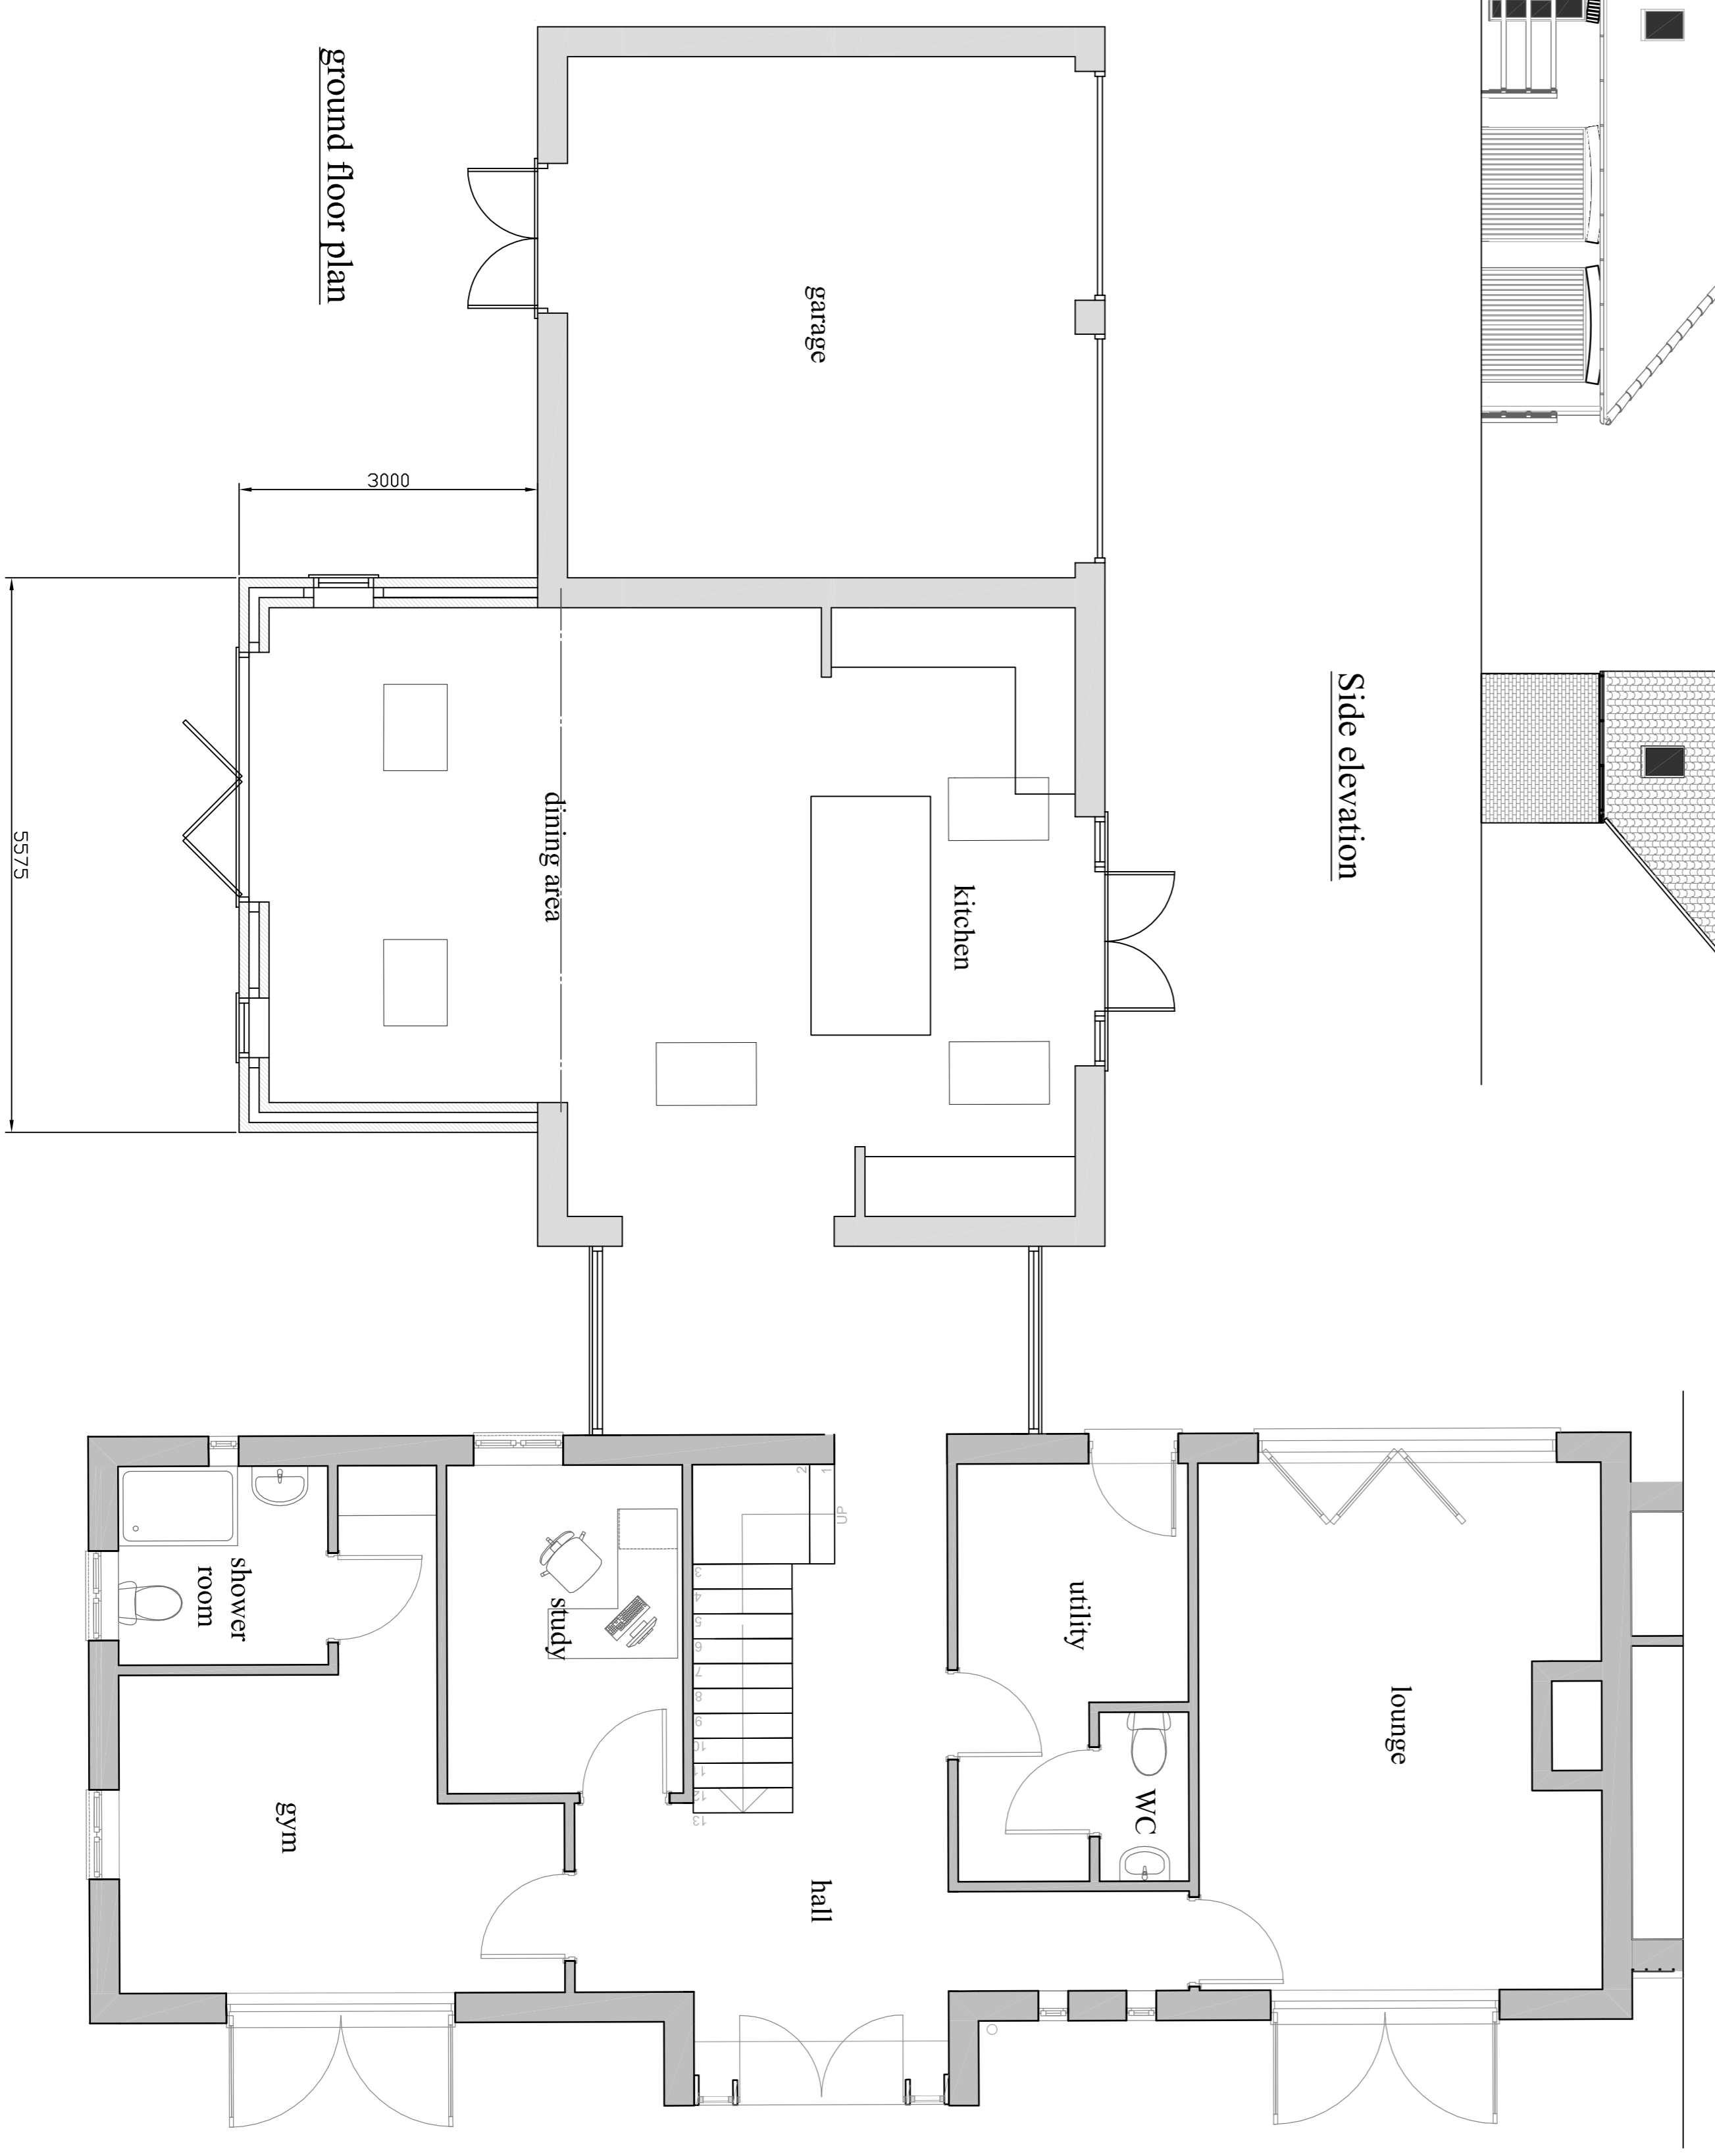 Side elevation
ground floor plan
garage
3000
5575
dining area
kitchen
lounge
utility
WC
hall
UP
1
2
3
4
5
6
7
8
9
10
11
12
13
study
shower
room
gym